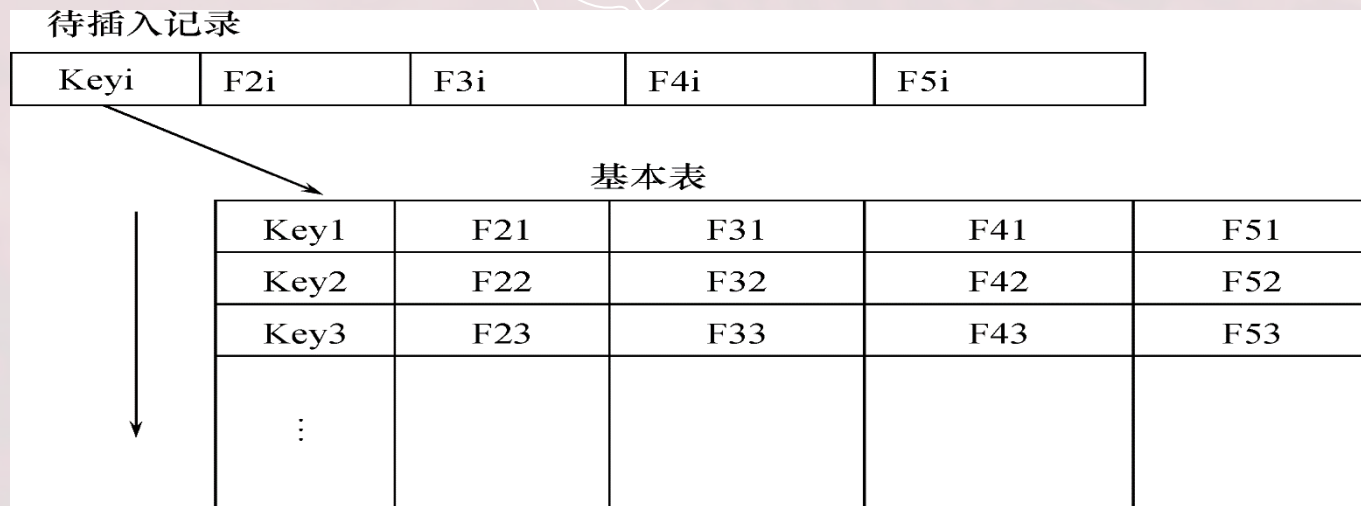 待插入记录
Keyi F2i F3i F4i F5i
基本表
Key1 F21 F31 F41 F51
Key2 F22 F32 F42 F52
Key3 F23 F33 F43 F53
⋮